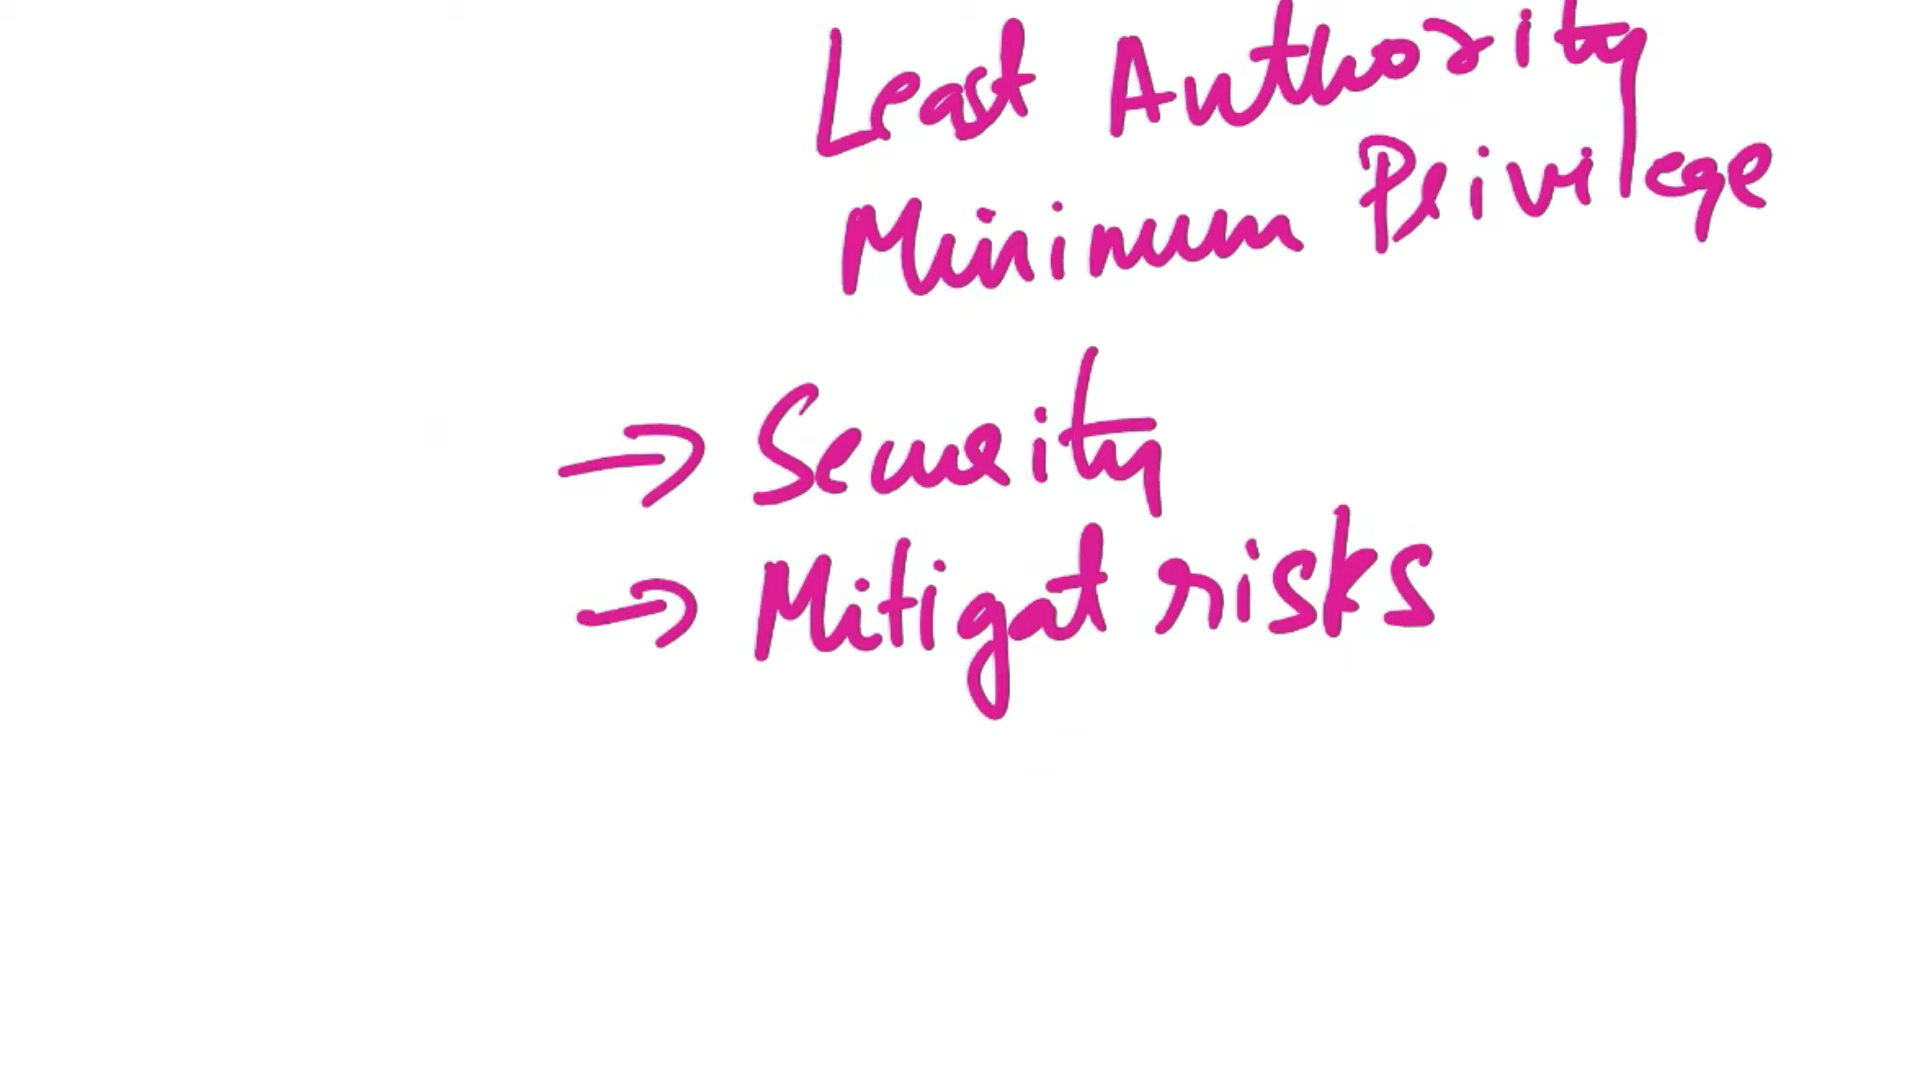 Least Authority
Minimum Privilege
→ Security
→ Mitigat risks